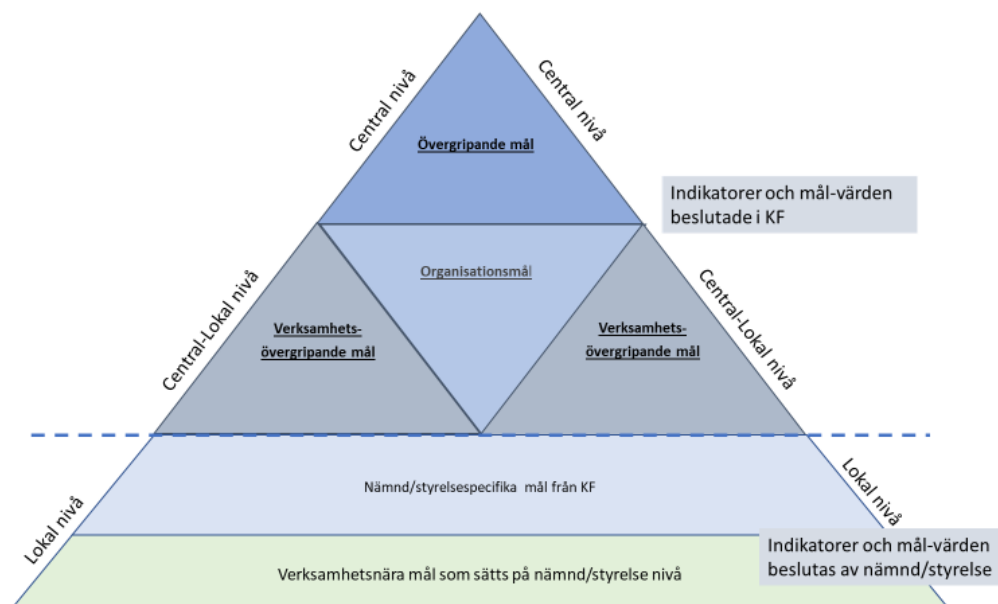 Central nivå
Central nivå
Övergripande mål
Indikatorer och mål-värden
beslutade i KF
Organisationsmål
Central-Lokal nivå
Central-Lokal nivå
Verksamhets-
övergripande mål
Verksamhets-
övergripande mål
Nämnd/styrelsespecifika mål från KF
Lokal nivå
Lokal nivå
Indikatorer och mål-värden
beslutas av nämnd/styrelse
Verksamhetsnära mål som sätts på nämnd/styrelse nivå